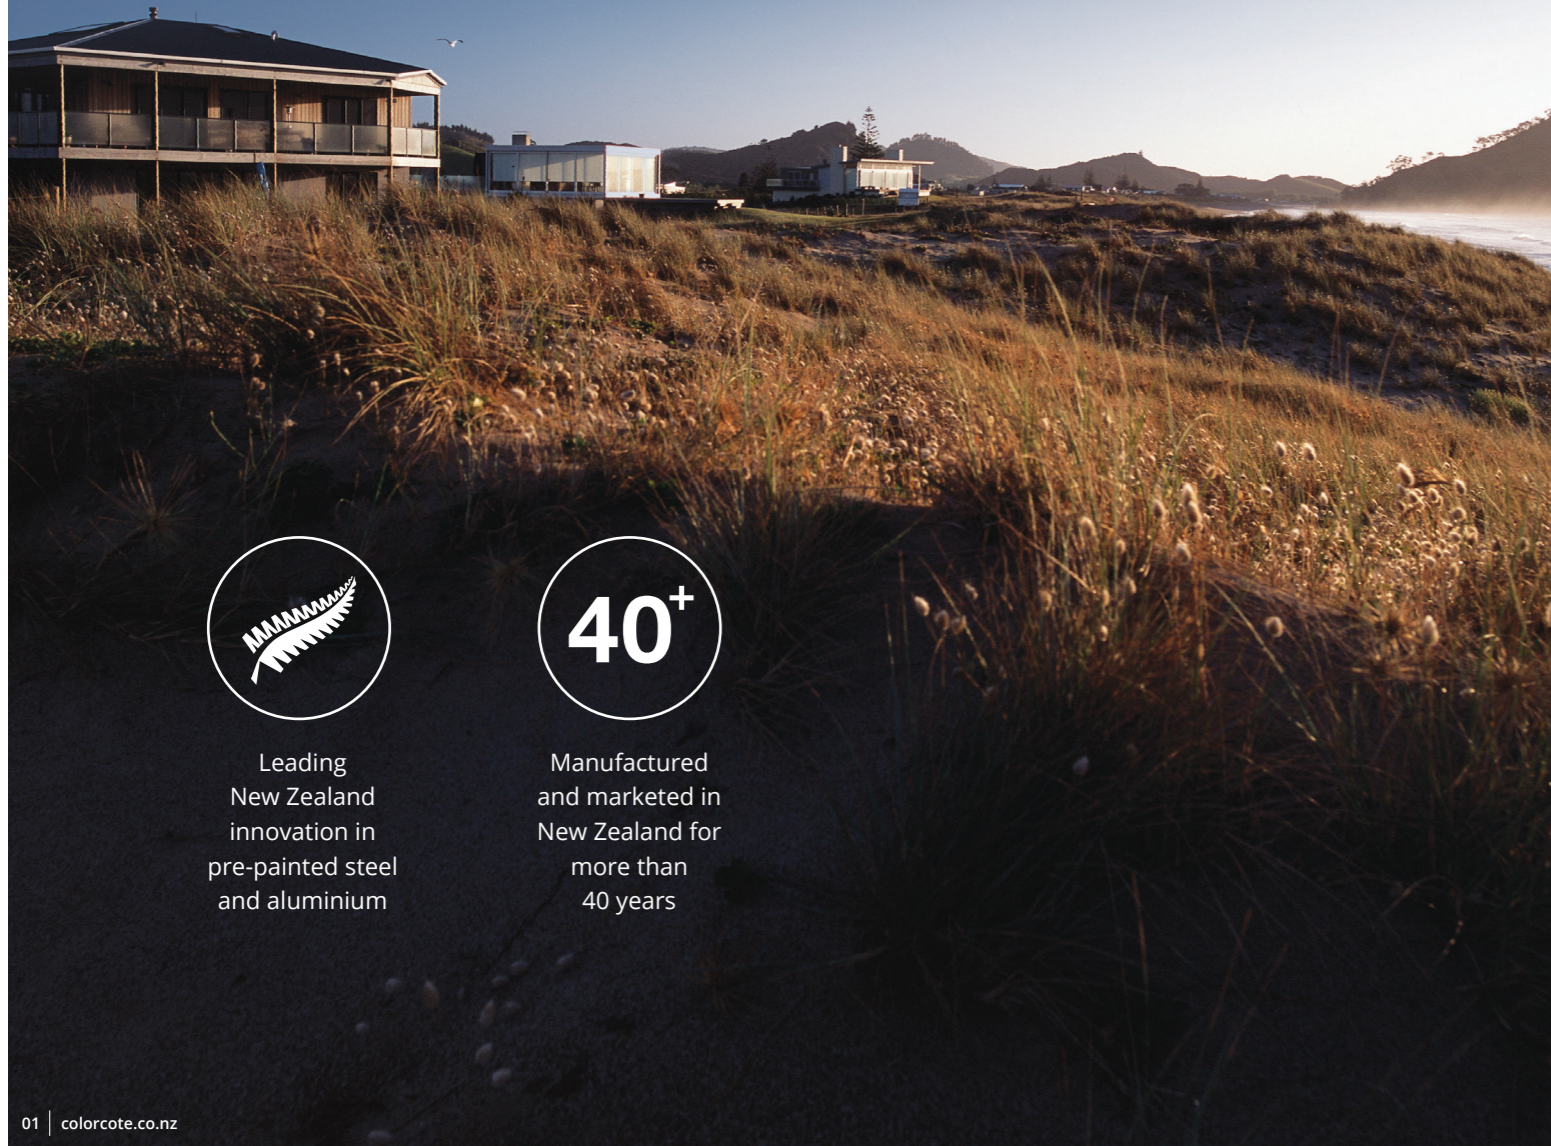 40+
Leading
New Zealand
innovation in
pre-painted steel
and aluminium
Manufactured
and marketed in
New Zealand for
more than
40 years
01 | colorcote.co.nz